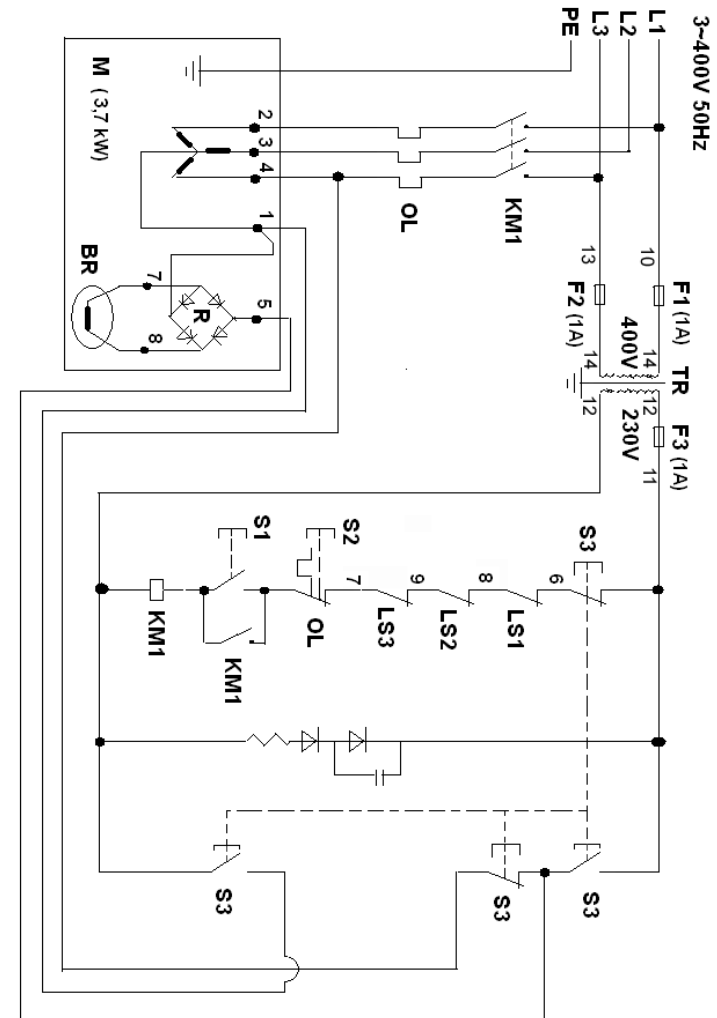 3~400V 50Hz
L1
L2
L3
PE
F1 (1A)
TR
F3 (1A)
10
14
12
11
400V
230V
13
14
12
F2 (1A)
S3
S3
6
LS1
8
LS2
9
LS3
7
S3
KM1
OL
S2
OL
S1
KM1
KM1
S3
2
3
4
1
5
M (3,7 kW)
R
BR
7
8